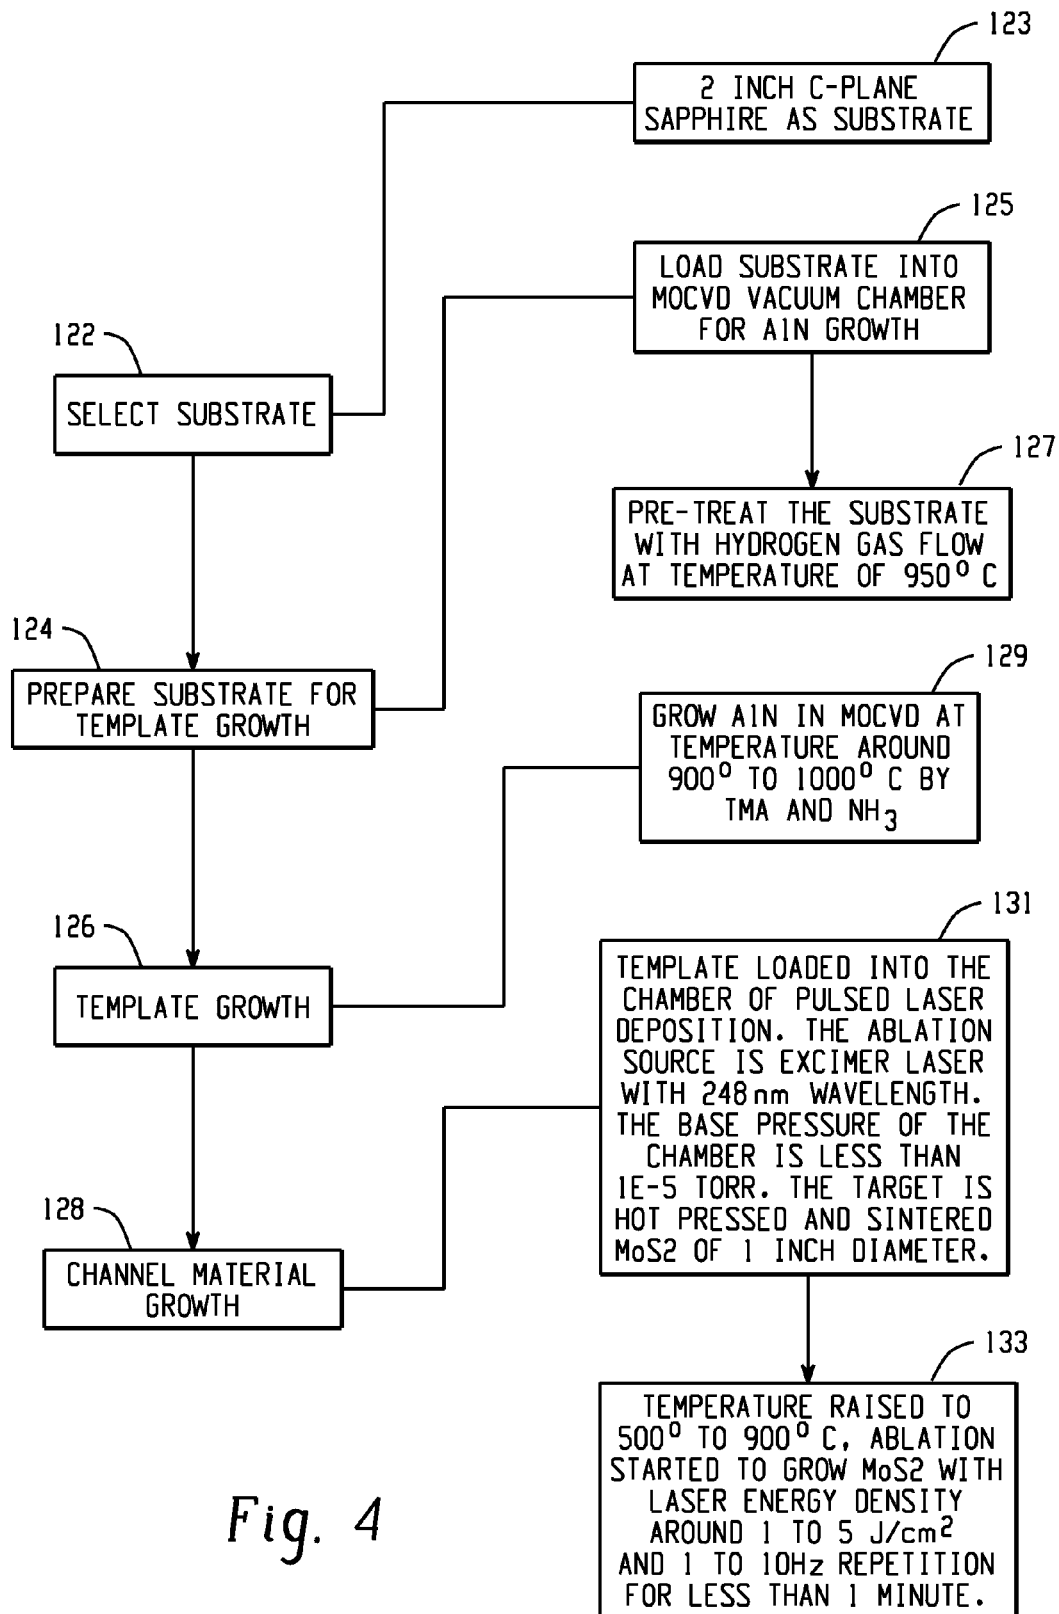 123
2 INCH C-PLANE
SAPPHIRE AS SUBSTRATE
125
LOAD SUBSTRATE INTO
MOCVD VACUUM CHAMBER
FOR A1N GROWTH
122
SELECT SUBSTRATE
127
PRE-TREAT THE SUBSTRATE
WITH HYDROGEN GAS FLOW
AT TEMPERATURE OF 950° C
124
PREPARE SUBSTRATE FOR
TEMPLATE GROWTH
129
GROW A1N IN MOCVD AT
TEMPERATURE AROUND
900° TO 1000° C BY
TMA AND NH₃
126
TEMPLATE GROWTH
131
TEMPLATE LOADED INTO THE
CHAMBER OF PULSED LASER
DEPOSITION. THE ABLATION
SOURCE IS EXCIMER LASER
WITH 248nm WAVELENGTH.
THE BASE PRESSURE OF THE
CHAMBER IS LESS THAN
1E-5 TORR. THE TARGET IS
HOT PRESSED AND SINTERED
MoS2 OF 1 INCH DIAMETER.
128
CHANNEL MATERIAL
GROWTH
133
TEMPERATURE RAISED TO
500° TO 900° C. ABLATION
STARTED TO GROW MoS2 WITH
LASER ENERGY DENSITY
AROUND 1 TO 5 J/cm²
AND 1 TO 10Hz REPETITION
FOR LESS THAN 1 MINUTE.
Fig. 4